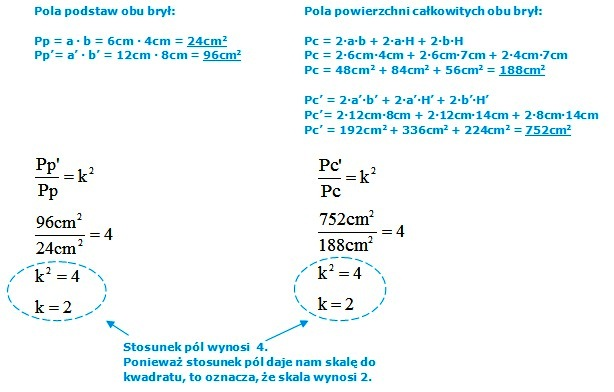 Pola podstaw obu brył:
Pp = a · b = 6cm · 4cm = 24cm²
Pp′= a′ · b′ = 12cm · 8cm = 96cm²
Pp'/Pp = k²
96cm²/24cm² = 4
k² = 4
k = 2
Pola powierzchni całkowitych obu brył:
Pc = 2·a·b + 2·a·H + 2·b·H
Pc = 2·6cm·4cm + 2·6cm·7cm + 2·4cm·7cm
Pc = 48cm² + 84cm² + 56cm² = 188cm²
Pc′ = 2·a′·b′ + 2·a′·H′ + 2·b′·H′
Pc′= 2·12cm·8cm + 2·12cm·14cm + 2·8cm·14cm
Pc′ = 192cm² + 336cm² + 224cm² = 752cm²
Pc'/Pc = k²
752cm²/188cm² = 4
k² = 4
k = 2
Stosunek pól wynosi 4.
Ponieważ stosunek pól daje nam skalę do
kwadratu, to oznacza, że skala wynosi 2.